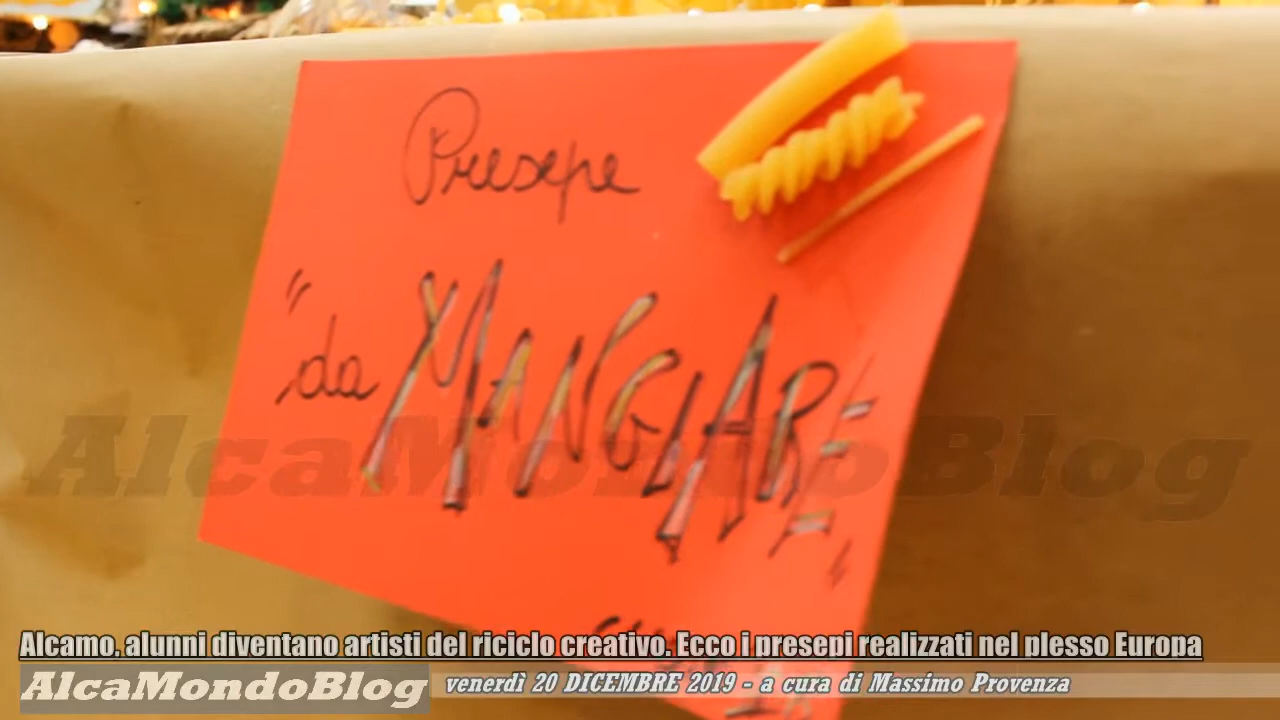 Presepe
"da MANGIARE"
AlcaMondoBlog
Alcamo, alunni diventano artisti del riciclo creativo. Ecco i presepi realizzati nel plesso Europa
AlcaMondoBlog
venerdì 20 DICEMBRE 2019 - a cura di Massimo Provenza